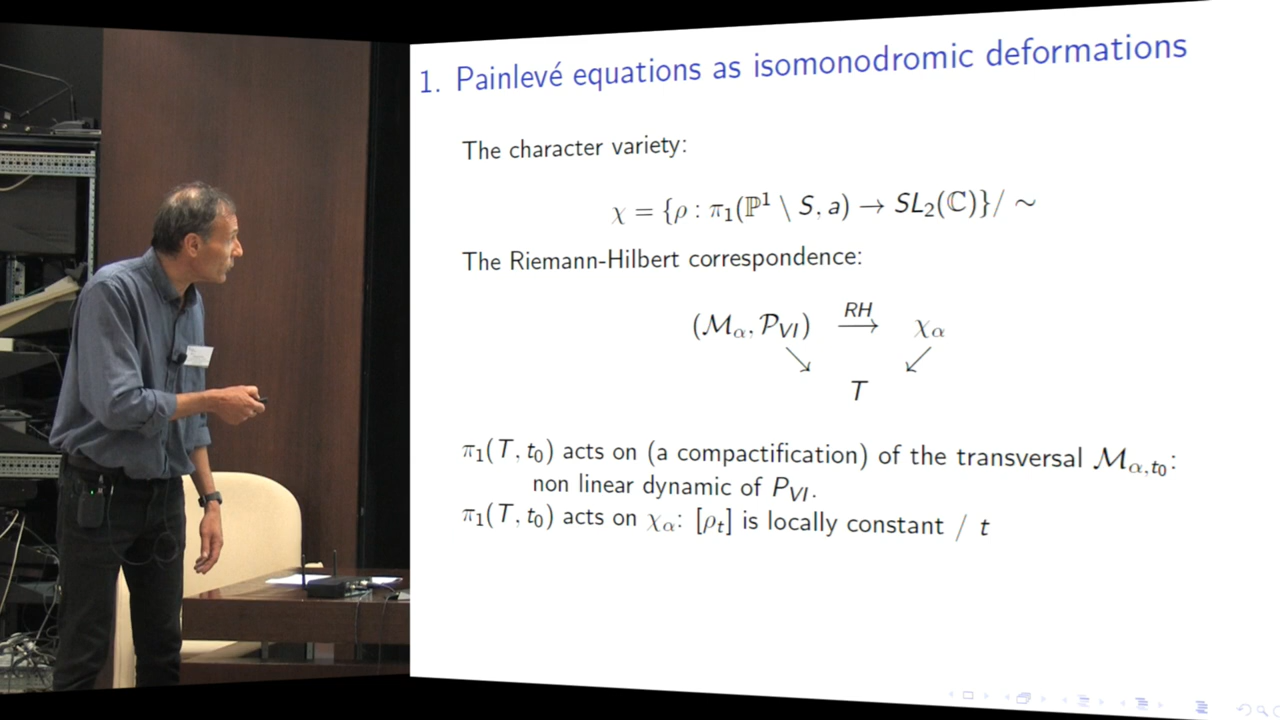 1. Painlevé equations as isomonodromic deformations
The character variety:
χ = {ρ : π₁(ℙ¹ \ S, a) → SL₂(ℂ)}/ ∼
The Riemann-Hilbert correspondence:
(ℳ_α, 𝒫_VI) →^RH χ_α
↘ ↙
T
π₁(T, t₀) acts on (a compactification) of the transversal ℳ_α,t₀:
non linear dynamic of P_VI.
π₁(T, t₀) acts on χ_α: [ρ_t] is locally constant / t